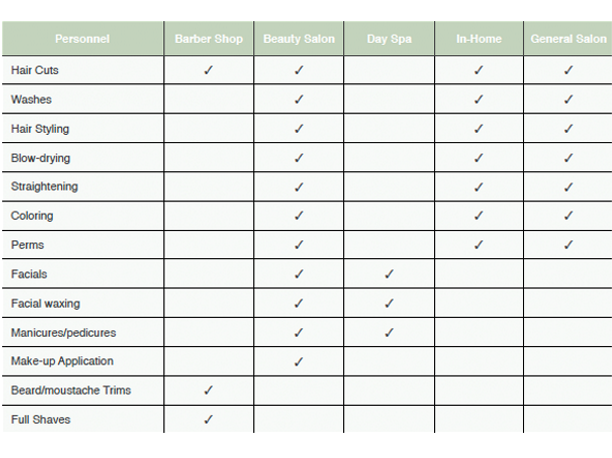 Personnel Barber Shop Beauty Salon Day Spa In-Home General Salon
Hair Cuts ✓ ✓ ✓ ✓
Washes ✓ ✓ ✓
Hair Styling ✓ ✓ ✓
Blow-drying ✓ ✓ ✓
Straightening ✓ ✓ ✓
Coloring ✓ ✓ ✓
Perms ✓ ✓ ✓
Facials ✓ ✓
Facial waxing ✓ ✓
Manicures/pedicures ✓ ✓
Make-up Application ✓
Beard/moustache Trims ✓
Full Shaves ✓